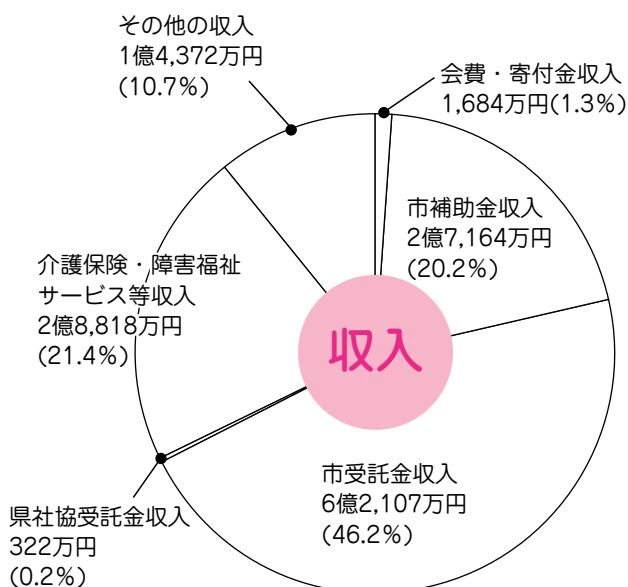 その他の収入
1億4,372万円
(10.7%)
会費・寄付金収入
1,684万円(1.3%)
市補助金収入
2億7,164万円
(20.2%)
介護保険・障害福祉
サービス等収入
2億8,818万円
(21.4%)
収入
市受託金収入
6億2,107万円
(46.2%)
県社協受託金収入
322万円
(0.2%)